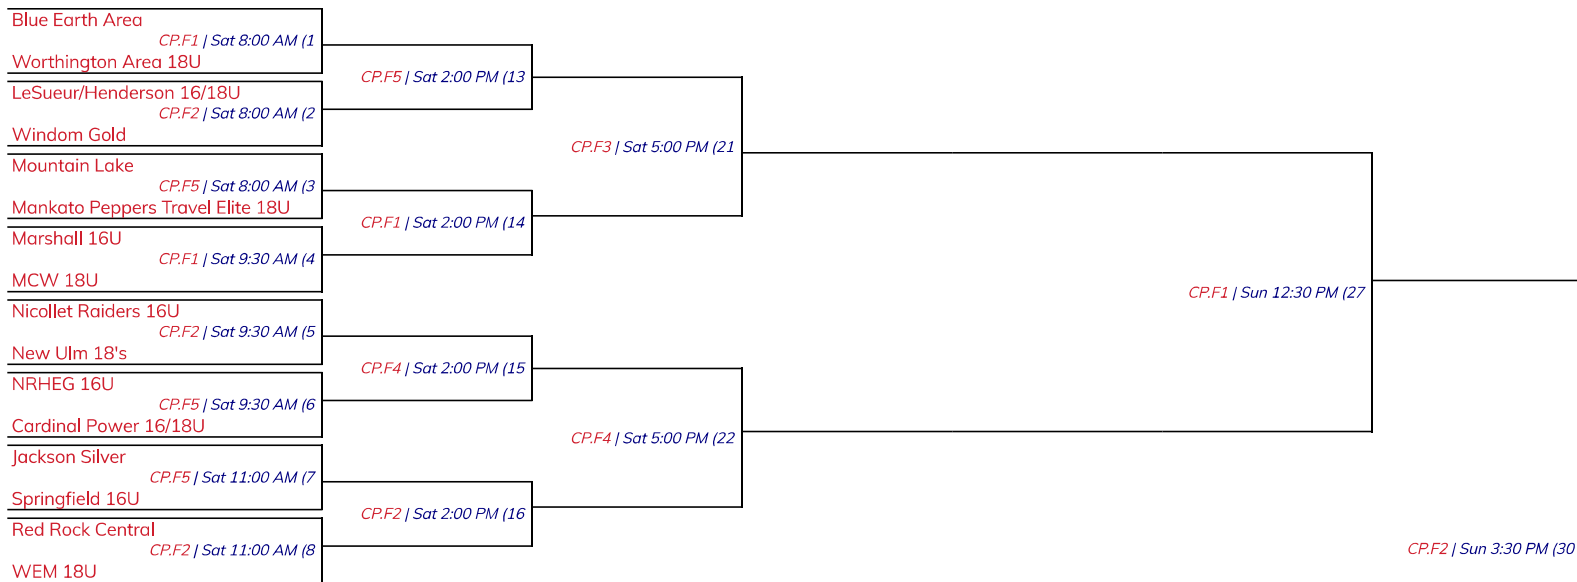 Blue Earth Area
CP.F1 | Sat 8:00 AM (1
Worthington Area 18U
CP.F5 | Sat 2:00 PM (13
LeSueur/Henderson 16/18U
CP.F2 | Sat 8:00 AM (2
Windom Gold
CP.F3 | Sat 5:00 PM (21
Mountain Lake
CP.F5 | Sat 8:00 AM (3
Mankato Peppers Travel Elite 18U
CP.F1 | Sat 2:00 PM (14
Marshall 16U
CP.F1 | Sat 9:30 AM (4
MCW 18U
CP.F1 | Sun 12:30 PM (27
Nicollet Raiders 16U
CP.F2 | Sat 9:30 AM (5
New Ulm 18's
CP.F4 | Sat 2:00 PM (15
NRHEG 16U
CP.F5 | Sat 9:30 AM (6
Cardinal Power 16/18U
CP.F4 | Sat 5:00 PM (22
Jackson Silver
CP.F5 | Sat 11:00 AM (7
Springfield 16U
CP.F2 | Sat 2:00 PM (16
Red Rock Central
CP.F2 | Sat 11:00 AM (8
CP.F2 | Sun 3:30 PM (30
WEM 18U